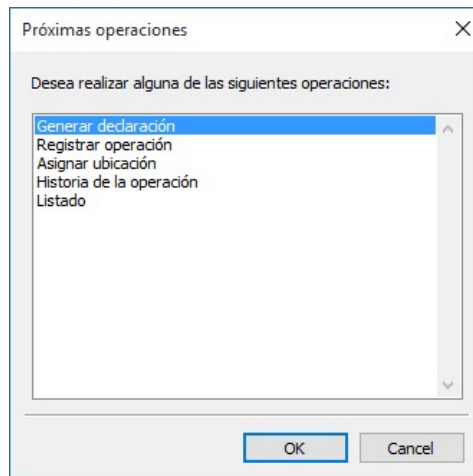 Próximas operaciones
Desea realizar alguna de las siguientes operaciones:
Generar declaración
Registrar operación
Asignar ubicación
Historia de la operación
Listado
OK
Cancel